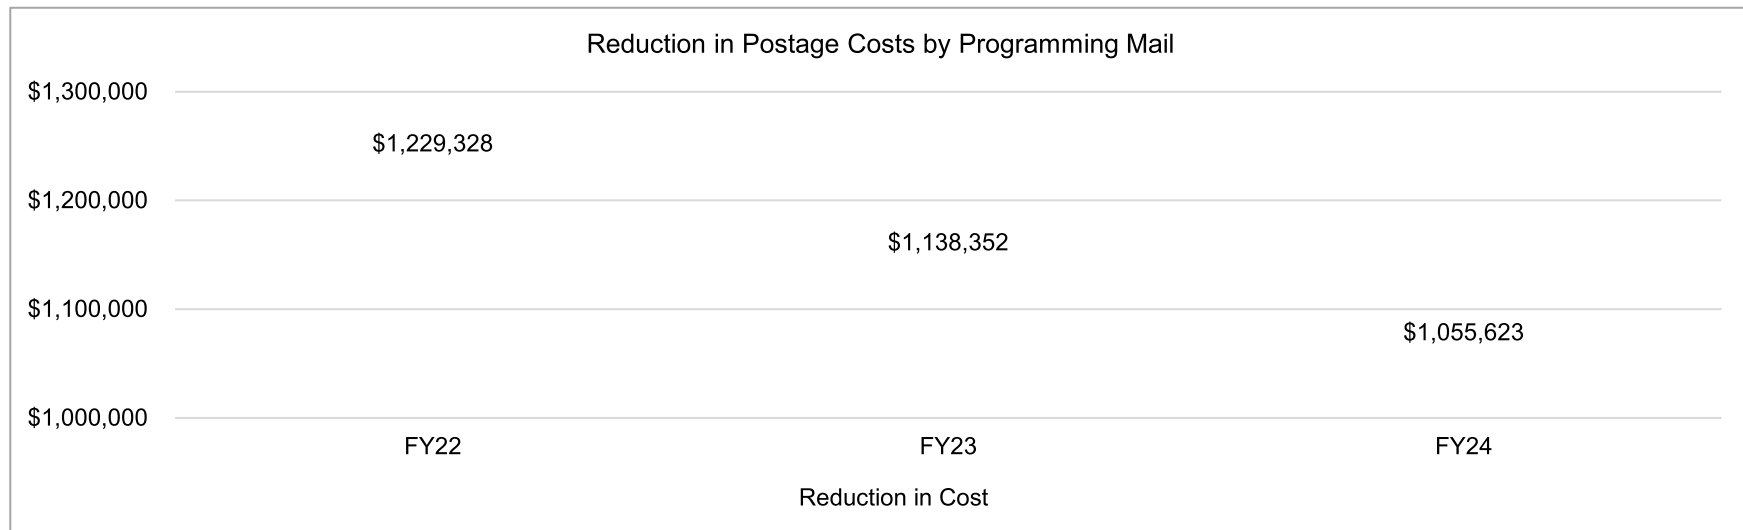 Reduction in Postage Costs by Programming Mail
$1,300,000
$1,229,328
$1,200,000
$1,138,352
$1,100,000
$1,055,623
$1,000,000
FY22 FY23 FY24
Reduction in Cost